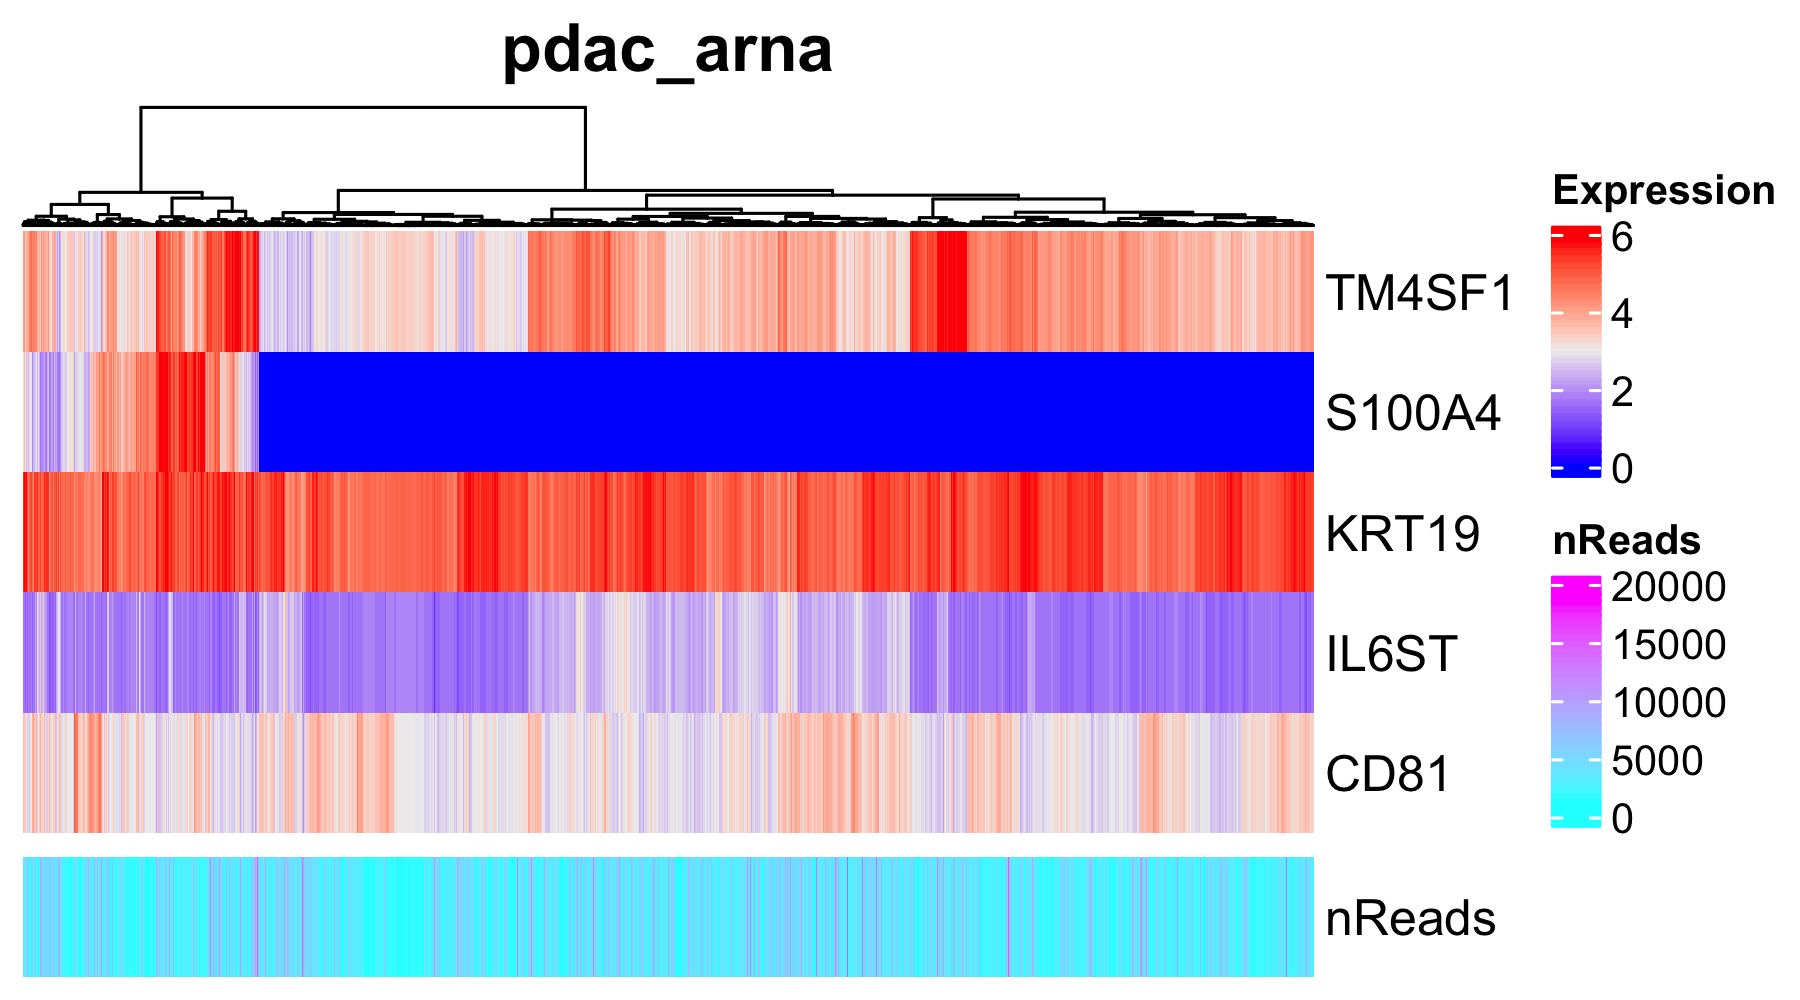 pdac_arna
TM4SF1
S100A4
KRT19
IL6ST
CD81
nReads
Expression
6
4
2
0
nReads
20000
15000
10000
5000
0